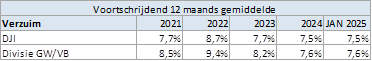 Voortschrijdend 12 maands gemiddelde
Verzuim 2021 2022 2023 2024 JAN 2025
DJI 7,7% 8,7% 7,7% 7,5% 7,5%
Divisie GW/VB 8,5% 9,4% 8,2% 7,6% 7,6%